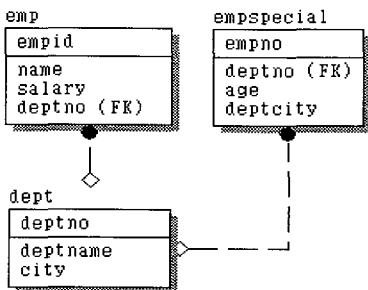 emp
empid
name
salary
deptno (FK)
empspecial
empno
deptno (FK)
age
deptcity
dept
deptno
deptname
city